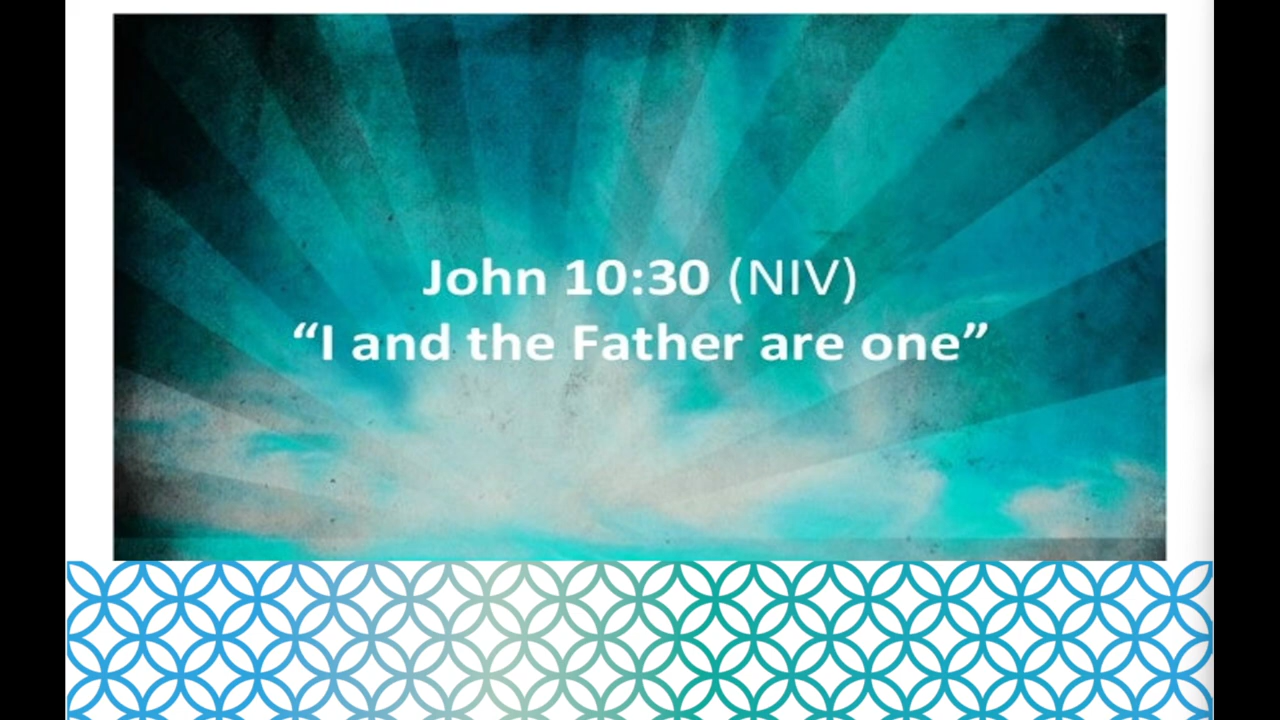 John 10:30 (NIV)
“I and the Father are one”